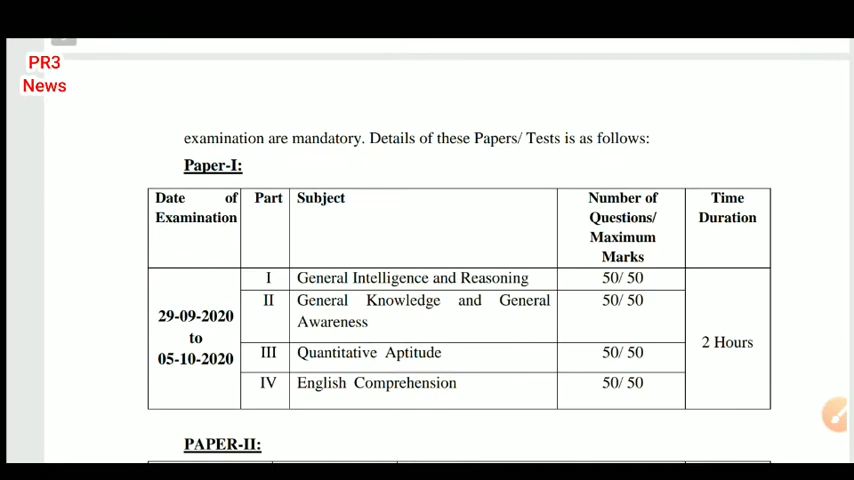 PR3
News
examination are mandatory. Details of these Papers/ Tests is as follows:
Paper-I:
Date of Examination Part Subject Number of Questions/ Maximum Marks Time Duration
29-09-2020 to 05-10-2020
I General Intelligence and Reasoning 50/ 50
II General Knowledge and General Awareness 50/ 50
III Quantitative Aptitude 50/ 50
IV English Comprehension 50/ 50
2 Hours
PAPER-II: